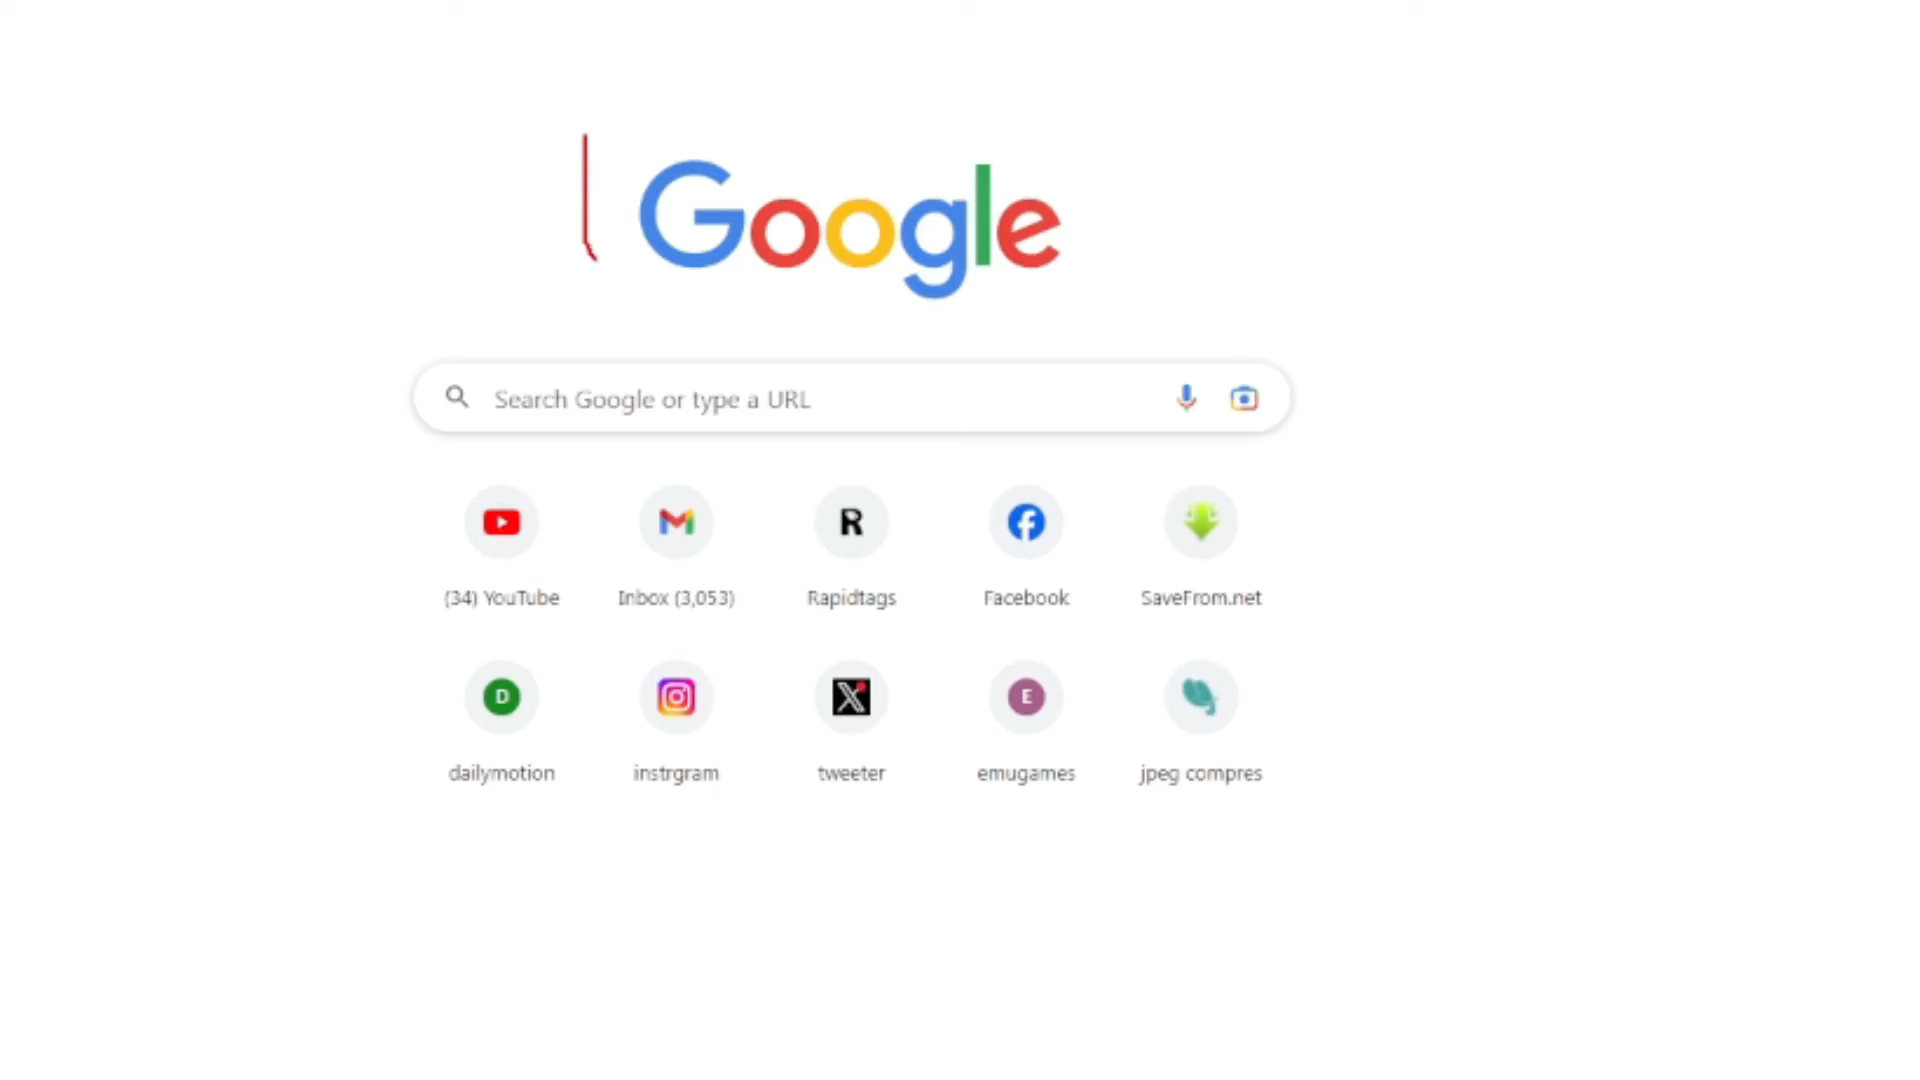 Google
Search Google or type a URL
(34) YouTube Inbox (3,053) Rapidtags Facebook SaveFrom.net
dailymotion instrgram tweeter emugames jpeg compres